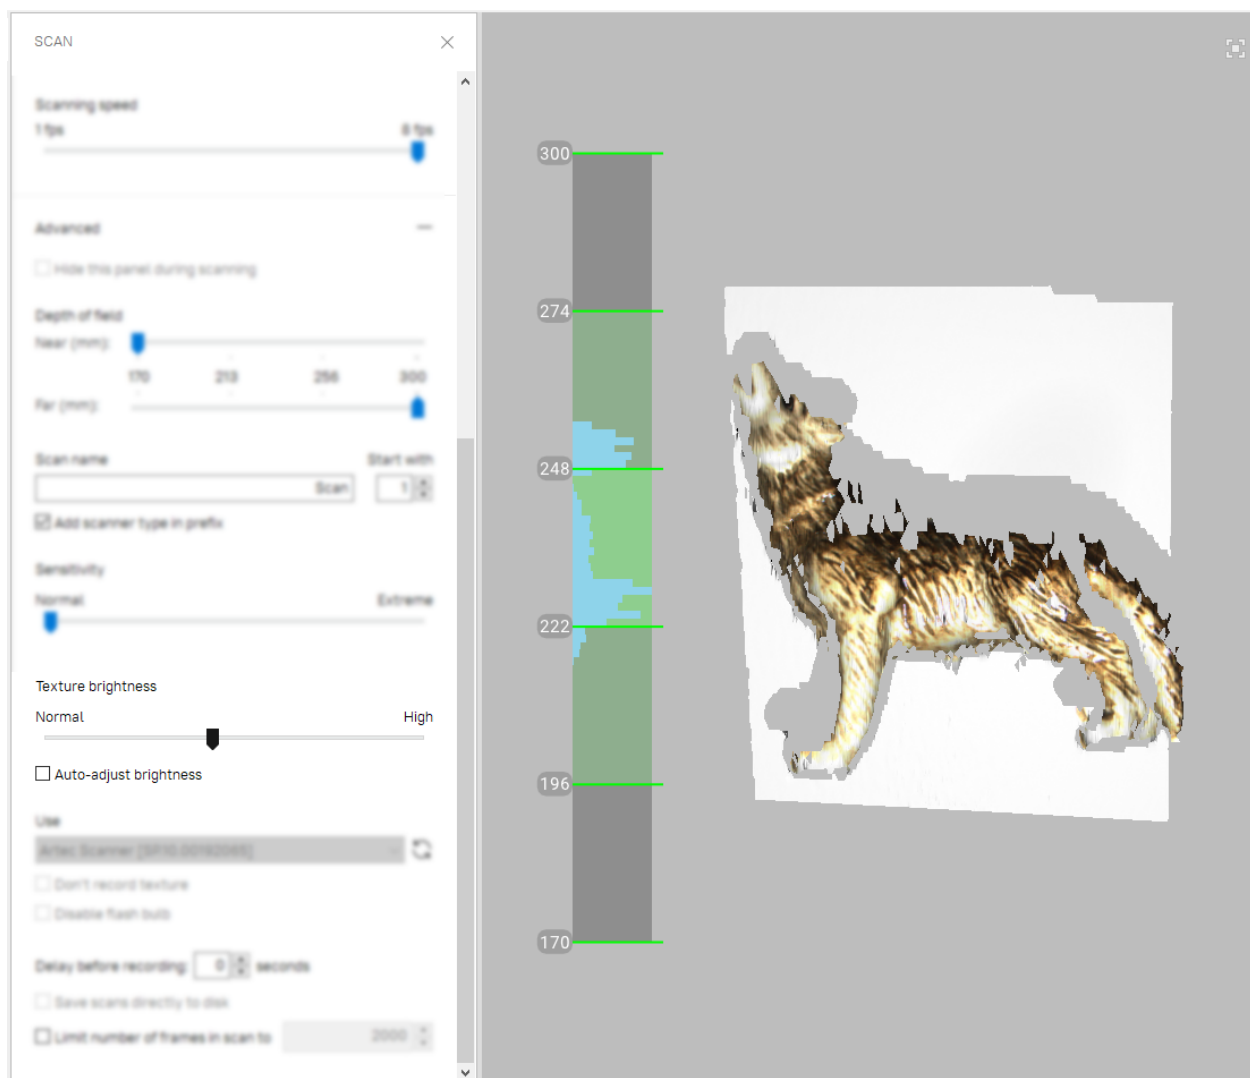 SCAN
Scanning speed
1 fps 8 fps
Advanced
Hide this panel during scanning
Depth of field
Near (mm):
170 213 256 300
Far (mm):
Scan name Start with
Scan 1
Add scanner type in prefix
Sensitivity
Normal Extreme
Texture brightness
Normal High
Auto-adjust brightness
Use
Artec Scanner
Don't record texture
Disable flash bulb
Delay before recording: 0 seconds
Save scans directly to disk
Limit number of frames in scan to 2000
300
274
248
222
196
170